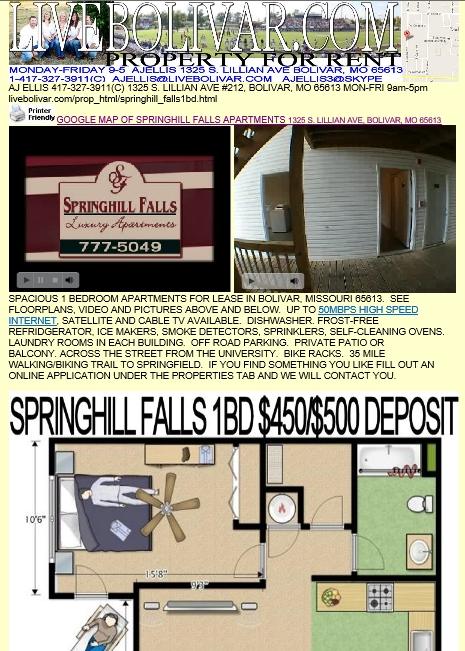 LIVEBOLIVAR.COM
PROPERTY FOR RENT
MONDAY-FRIDAY 9-5 AJELLIS 1325 S. LILLIAN AVE BOLIVAR, MO 65613
1-417-327-3911(C) AJELLIS@LIVEBOLIVAR.COM AJELLIS3@SKYPE
AJ ELLIS 417-327-3911(C) 1325 S. LILLIAN AVE #212, BOLIVAR, MO 65613 MON-FRI 9am-5pm
livebolivar.com/prop_html/springhill_falls1bd.html
Printer
Friendly GOOGLE MAP OF SPRINGHILL FALLS APARTMENTS 1325 S. LILLIAN AVE, BOLIVAR, MO 65613
SF
SPRINGHILL FALLS
Luxury Apartments
777-5049
SPACIOUS 1 BEDROOM APARTMENTS FOR LEASE IN BOLIVAR, MISSOURI 65613. SEE
FLOORPLANS, VIDEO AND PICTURES ABOVE AND BELOW. UP TO 50MBPS HIGH SPEED
INTERNET, SATELLITE AND CABLE TV AVAILABLE. DISHWASHER. FROST-FREE
REFRIDGERATOR, ICE MAKERS, SMOKE DETECTORS, SPRINKLERS, SELF-CLEANING OVENS.
LAUNDRY ROOMS IN EACH BUILDING. OFF ROAD PARKING. PRIVATE PATIO OR
BALCONY. ACROSS THE STREET FROM THE UNIVERSITY. BIKE RACKS. 35 MILE
WALKING/BIKING TRAIL TO SPRINGFIELD. IF YOU FIND SOMETHING YOU LIKE FILL OUT AN
ONLINE APPLICATION UNDER THE PROPERTIES TAB AND WE WILL CONTACT YOU.
SPRINGHILL FALLS 1BD $450/$500 DEPOSIT
10'6"
15'8"
9'3"